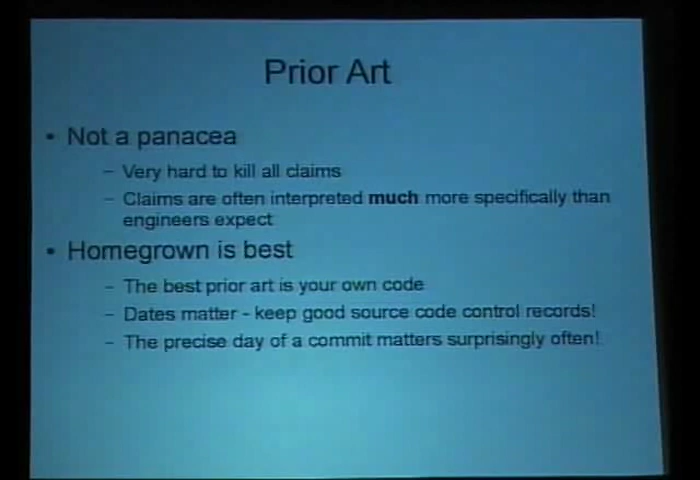 Prior Art
• Not a panacea
– Very hard to kill all claims
– Claims are often interpreted much more specifically than
engineers expect
• Homegrown is best
– The best prior art is your own code
– Dates matter - keep good source code control records!
– The precise day of a commit matters surprisingly often!